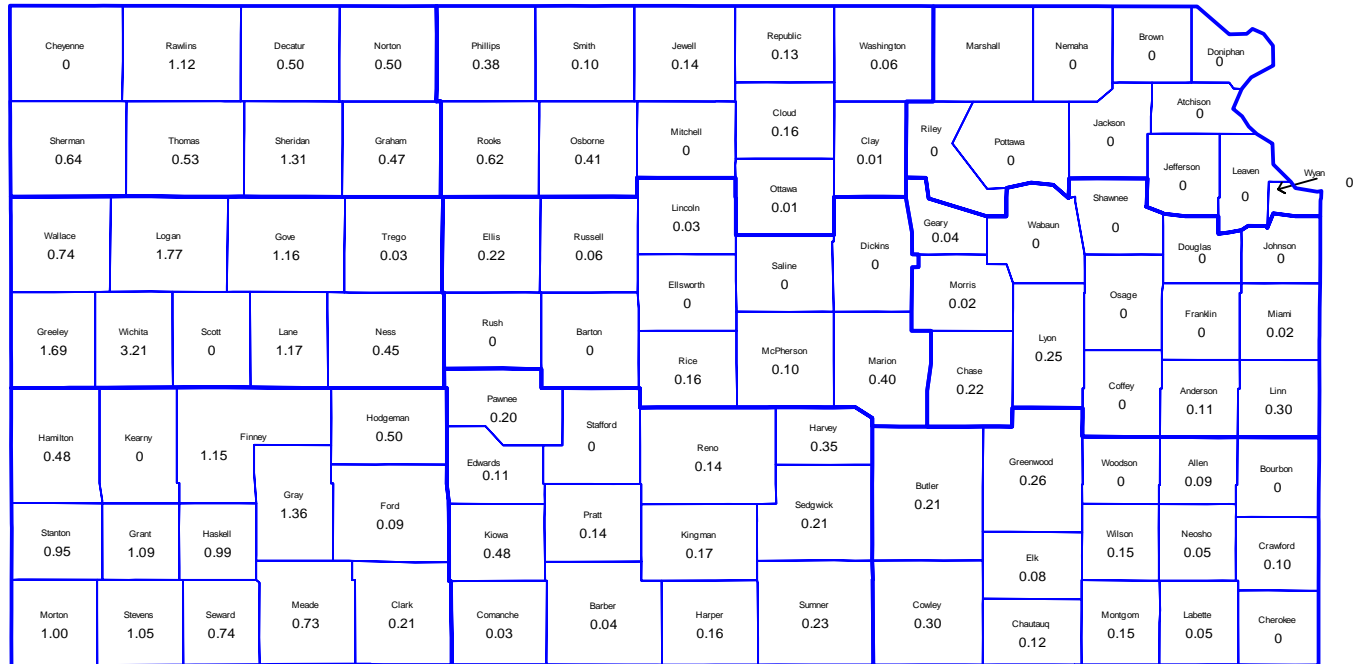 Cheyenne
0
Rawlins
1.12
Decatur
0.50
Norton
0.50
Phillips
0.38
Smith
0.10
Jewell
0.14
Republic
0.13
Washington
0.06
Marshall
Nemaha
0
Brown
0
Doniphan
0
Sherman
0.64
Thomas
0.53
Sheridan
1.31
Graham
0.47
Rooks
0.62
Osborne
0.41
Mitchell
0
Cloud
0.16
Clay
0.01
Riley
0
Pottawa
0
Jackson
0
Atchison
0
Jefferson
0
Leaven
0
Wyan
0
Ottawa
0.01
Wallace
0.74
Logan
1.77
Gove
1.16
Trego
0.03
Ellis
0.22
Russell
0.06
Lincoln
0.03
Saline
0
Dickins
0
Geary
0.04
Wabaun
0
Shawnee
0
Douglas
0
Johnson
0
Greeley
1.69
Wichita
3.21
Scott
0
Lane
1.17
Ness
0.45
Rush
0
Barton
0
Ellsworth
0
Rice
0.16
McPherson
0.10
Marion
0.40
Morris
0.02
Chase
0.22
Lyon
0.25
Osage
0
Franklin
0
Miami
0.02
Coffey
0
Anderson
0.11
Linn
0.30
Hamilton
0.48
Kearny
0
Finney
1.15
Hodgeman
0.50
Pawnee
0.20
Stafford
0
Edwards
0.11
Reno
0.14
Harvey
0.35
Sedgwick
0.21
Butler
0.21
Greenwood
0.26
Woodson
0
Allen
0.09
Bourbon
0
Gray
1.36
Ford
0.09
Stanton
0.95
Grant
1.09
Haskell
0.99
Kiowa
0.48
Pratt
0.14
Kingman
0.17
Elk
0.08
Wilson
0.15
Neosho
0.05
Crawford
0.10
Morton
1.00
Stevens
1.05
Seward
0.74
Meade
0.73
Clark
0.21
Comanche
0.03
Barber
0.04
Harper
0.16
Sumner
0.23
Cowley
0.30
Chautauq
0.12
Montgom
0.15
Labette
0.05
Cherokee
0